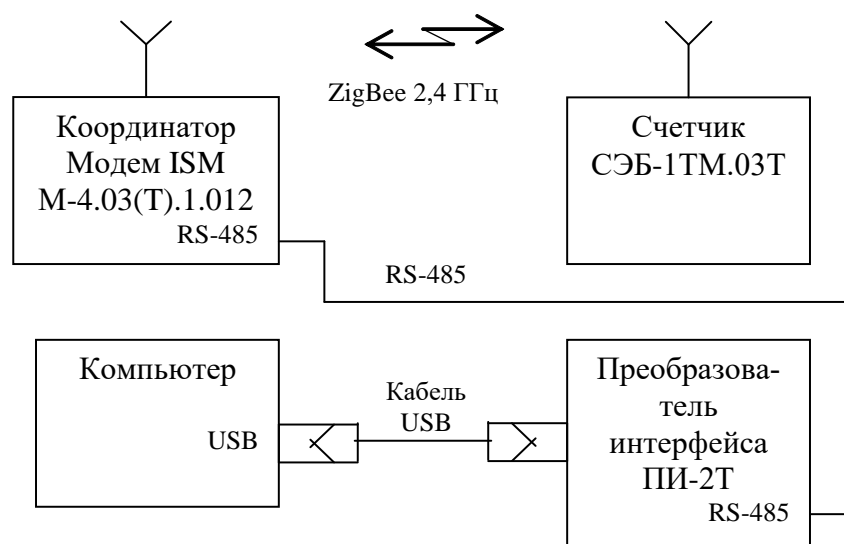 ZigBee 2,4 ГГц
Координатор
Модем ISM
М-4.03(Т).1.012
RS-485
Счетчик
СЭБ-1ТМ.03Т
RS-485
Компьютер
USB
Кабель
USB
Преобразова-
тель
интерфейса
ПИ-2Т
RS-485